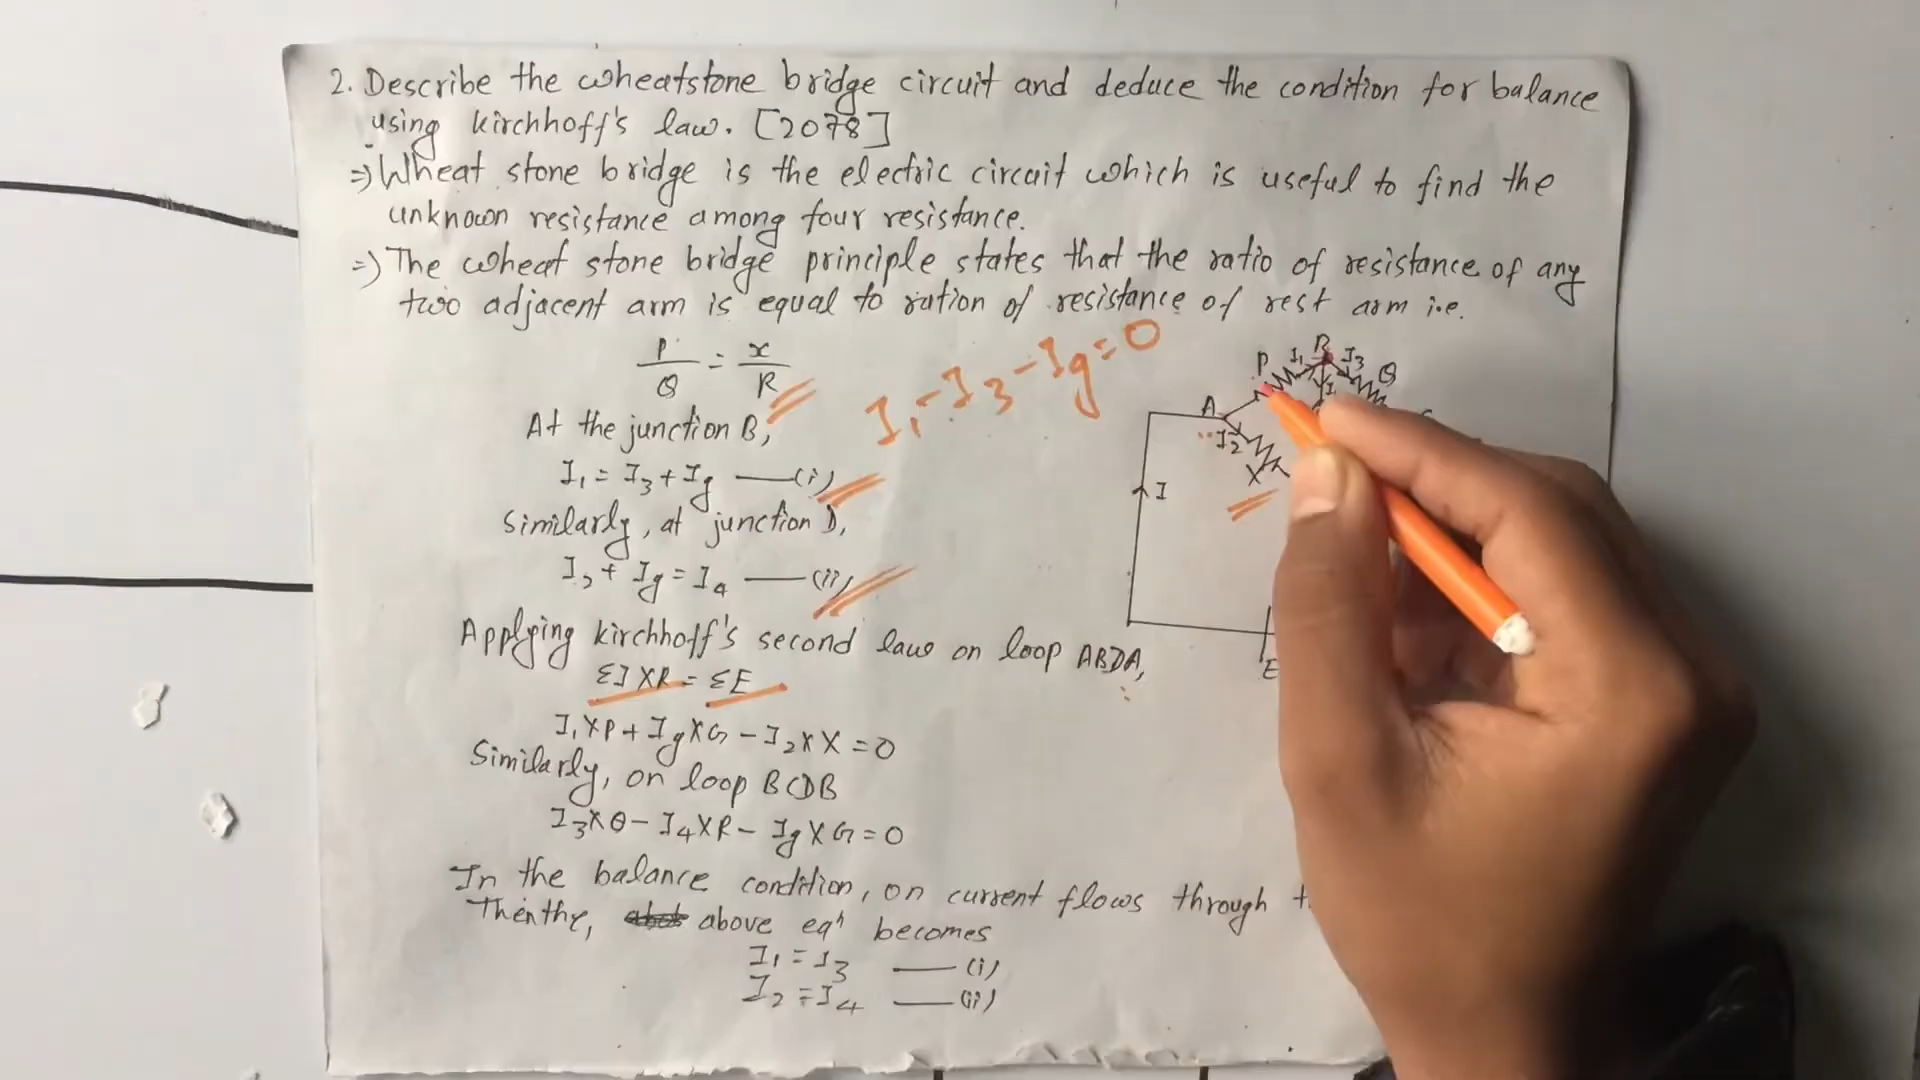 2. Describe the wheatstone bridge circuit and deduce the condition for balance
using kirchhoff's law. [2078]
=> Wheat stone bridge is the electric circuit which is useful to find the
unknown resistance among four resistance.
=> The wheat stone bridge principle states that the ratio of resistance of any
two adjacent arm is equal to ration of resistance of rest arm i.e.
P/Q = x/R
I₁ - I₃ - Ig = 0
At the junction B,
I₁ = I₃ + Ig —(i)
Similarly, at junction D,
I₂ + Ig = I₄ —(ii)
Applying kirchhoff's second law on loop ABDA,
ΣI X R = ΣE
I₁ X P + Ig X G - I₂ X X = 0
Similarly, on loop BCDB
I₃ X Q - I₄ X R - Ig X G = 0
In the balance condition, on current flows through
Then the, above eqⁿ becomes
I₁ = I₃ — (i)
I₂ = I₄ — (ii)
B
P I₁ I₃ Q
A
I₂
X
I
E